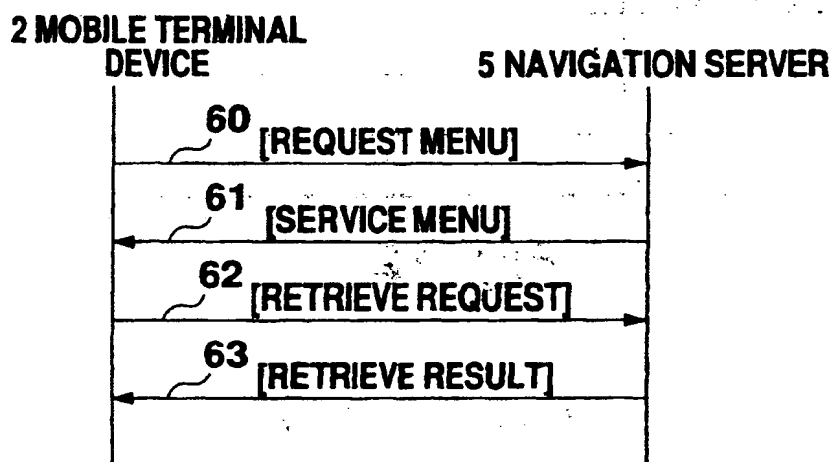 2 MOBILE TERMINAL
DEVICE
5 NAVIGATION SERVER
60
[REQUEST MENU]
61
[SERVICE MENU]
62
[RETRIEVE REQUEST]
63
[RETRIEVE RESULT]